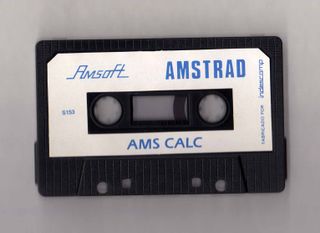 Amsoft
AMSTRAD
S153
FABRICADO POR
indescomp
AMS CALC